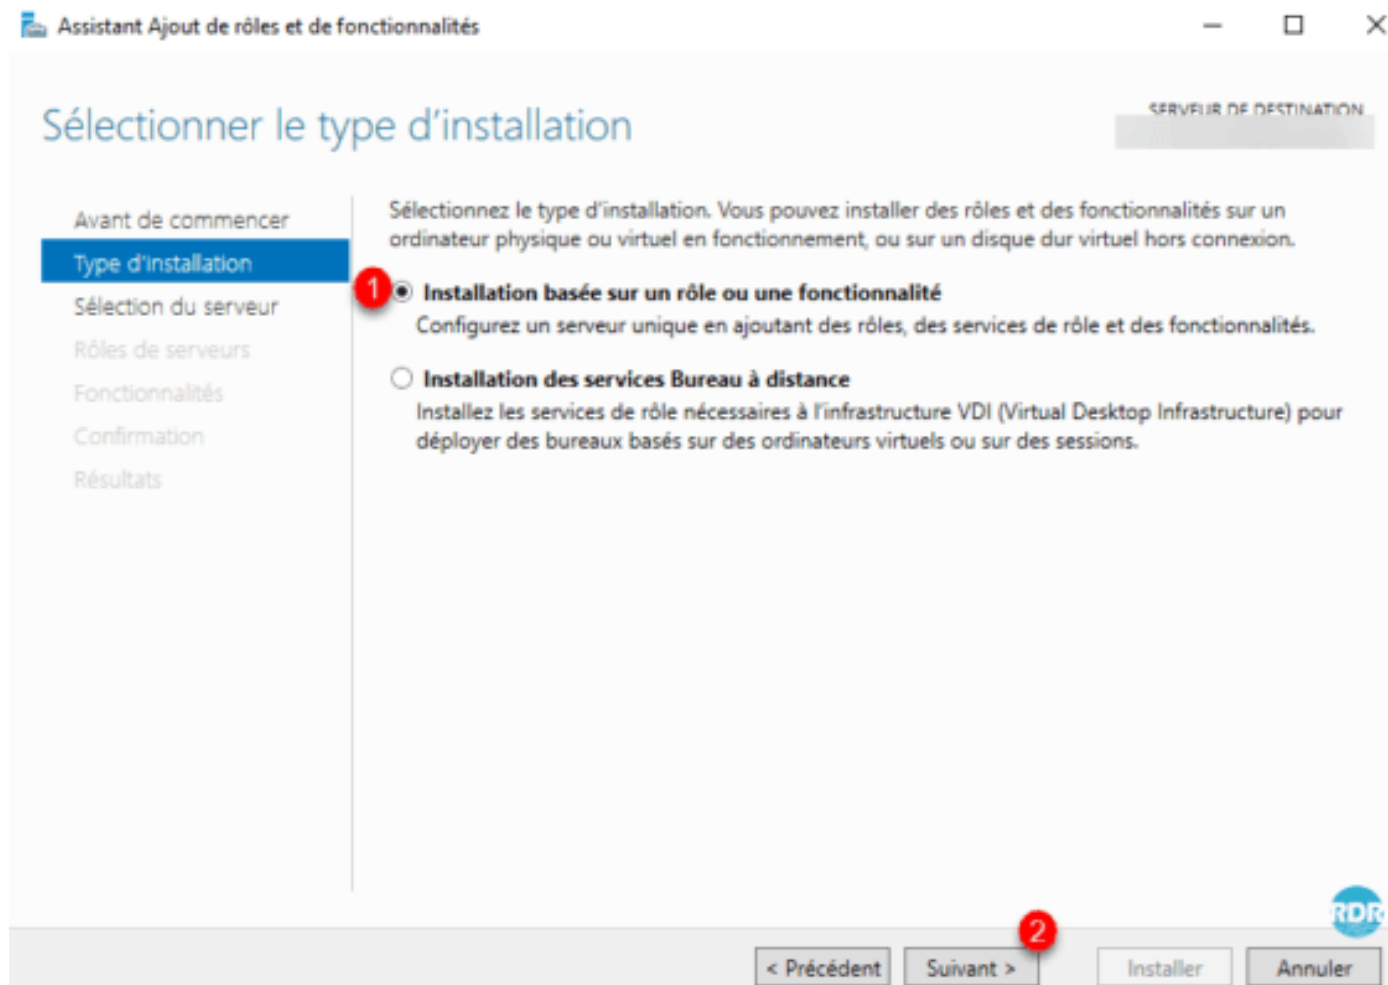 Assistant Ajout de rôles et de fonctionnalités
Sélectionner le type d'installation
SERVEUR DE DESTINATION
Avant de commencer
Type d'installation
Sélection du serveur
Rôles de serveurs
Fonctionnalités
Confirmation
Résultats
Sélectionnez le type d'installation. Vous pouvez installer des rôles et des fonctionnalités sur un
ordinateur physique ou virtuel en fonctionnement, ou sur un disque dur virtuel hors connexion.
1
Installation basée sur un rôle ou une fonctionnalité
Configurez un serveur unique en ajoutant des rôles, des services de rôle et des fonctionnalités.
Installation des services Bureau à distance
Installez les services de rôle nécessaires à l'infrastructure VDI (Virtual Desktop Infrastructure) pour
déployer des bureaux basés sur des ordinateurs virtuels ou sur des sessions.
RDR
2
< Précédent
Suivant >
Installer
Annuler